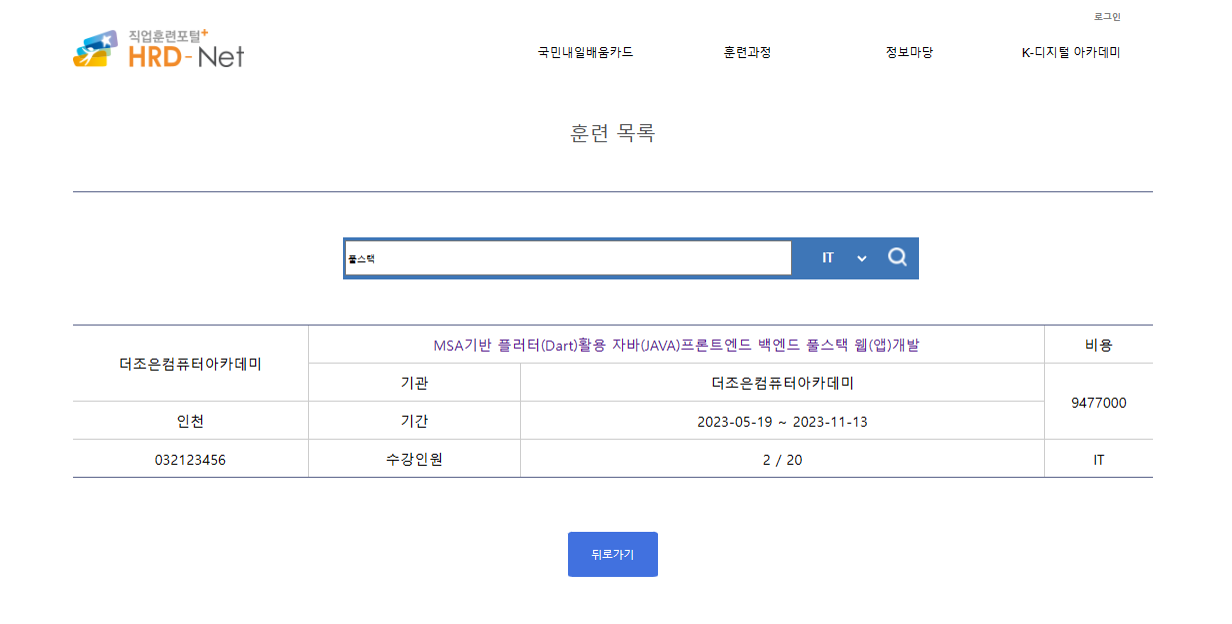 로그인
직업훈련포털+
HRD-Net
국민내일배움카드 훈련과정 정보마당 K-디지털 아카데미
훈련 목록
풀스택 IT
더조은컴퓨터아카데미 MSA기반 플러터(Dart)활용 자바(JAVA)프론트엔드 백엔드 풀스택 웹(앱)개발 비용
기관 더조은컴퓨터아카데미 9477000
인천 기간 2023-05-19 ~ 2023-11-13
032123456 수강인원 2 / 20 IT
뒤로가기